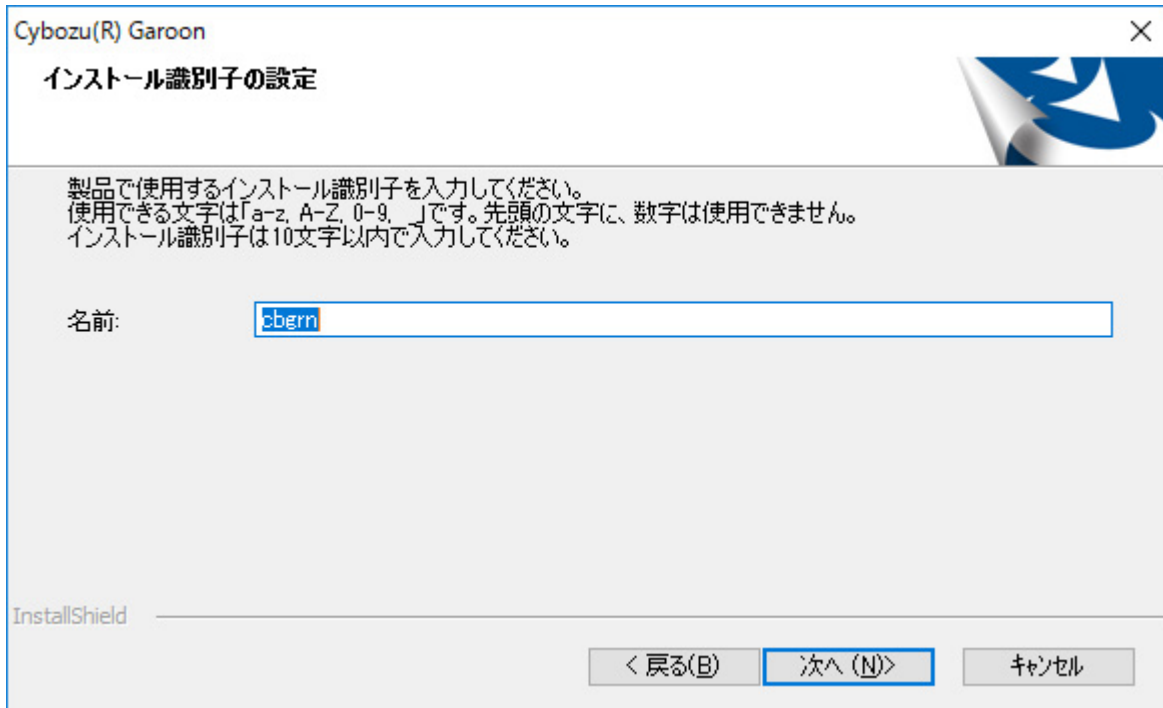 Cybozu(R) Garoon
インストール識別子の設定
製品で使用するインストール識別子を入力してください。
使用できる文字は「a-z, A-Z, 0-9, _」です。先頭の文字に、数字は使用できません。
インストール識別子は10文字以内で入力してください。
名前:
cbgrn
InstallShield
< 戻る(B)
次へ (N)>
キャンセル